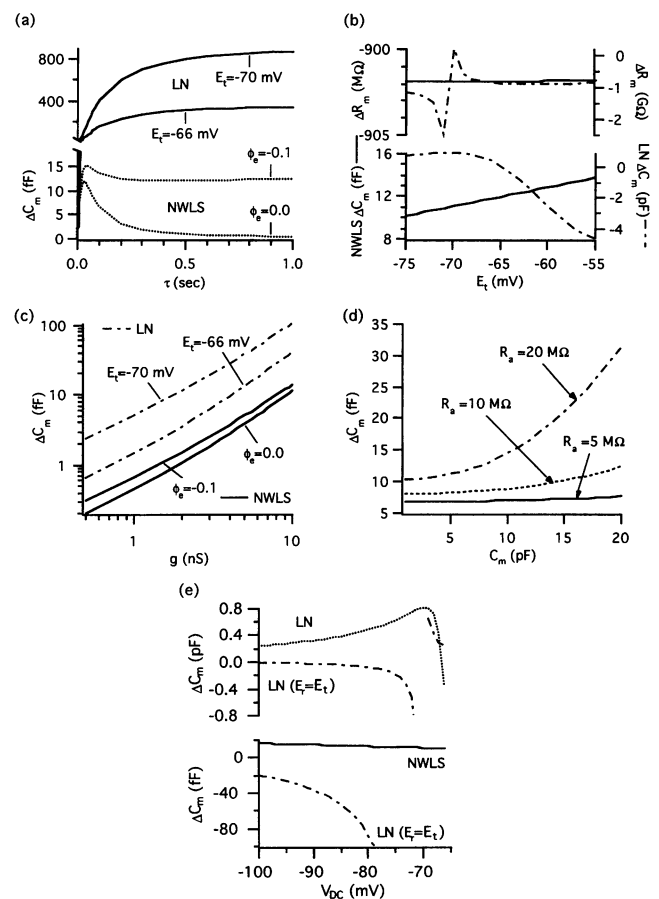 (a)
800
400
15
10
5
0
ΔCm (fF)
LN
Et=-70 mV
Et=-66 mV
ϕe=-0.1
NWLS
ϕe=0.0
0.0
0.5
1.0
τ (sec)
(b)
-900
-905
ΔRm (MΩ)
0
-1
-2
ΔRm (GΩ)
16
14
12
10
8
NWLS ΔCm (fF)
0
-2
-4
LN ΔCm (pF)
-75
-70
-65
-60
-55
Et (mV)
(c)
LN
100
10
1
ΔCm (fF)
Et=-70 mV
Et=-66 mV
ϕe=0.0
ϕe=-0.1
NWLS
1
10
g (nS)
(d)
35
30
25
20
15
10
5
ΔCm (fF)
Ra=20 MΩ
Ra=10 MΩ
Ra=5 MΩ
5
10
15
20
Cm (pF)
(e)
0.8
0.4
0.0
-0.4
-0.8
ΔCm (pF)
LN
LN (Er=Et)
0
-40
-80
ΔCm (fF)
NWLS
LN (Er=Et)
-100
-90
-80
-70
VDC (mV)